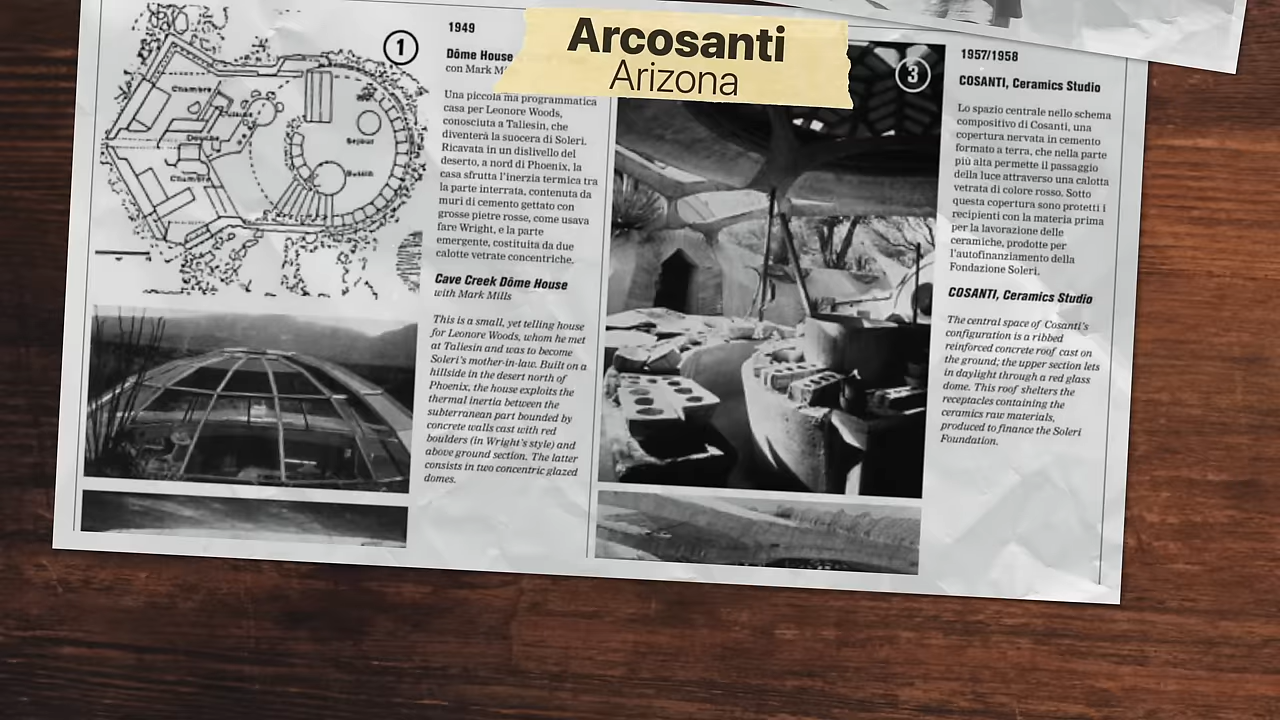 Arcosanti
Arizona
1
Chambre
Douche
Chambre
Sejour
Bassin
1949
Dôme House
con Mark
Una piccola ma programmatica
casa per Leonore Woods,
conosciuta a Taliesin, che
diventerà la suocera di Soleri.
Ricavata in un dislivello del
deserto, a nord di Phoenix, la
casa sfrutta l'inerzia termica tra
la parte interrata, contenuta da
muri di cemento gettato con
grosse pietre rosse, come usava
fare Wright, e la parte
emergente, costituita da due
calotte vetrate concentriche.
Cave Creek Dôme House
with Mark Mills
This is a small, yet telling house
for Leonore Woods, whom he met
at Taliesin and was to become
Soleri's mother-in-law. Built on a
hillside in the desert north of
Phoenix, the house exploits the
thermal inertia between the
subterranean part bounded by
concrete walls cast with red
boulders (in Wright's style) and
above ground section. The latter
consists in two concentric glazed
domes.
3
1957/1958
COSANTI, Ceramics Studio
Lo spazio centrale nello schema
compositivo di Cosanti, una
copertura nervata in cemento
formato a terra, che nella parte
più alta permette il passaggio
della luce attraverso una calotta
vetrata di colore rosso. Sotto
questa copertura sono protetti i
recipienti con la materia prima
per la lavorazione delle
ceramiche, prodotte per
l'autofinanziamento della
Fondazione Soleri.
COSANTI, Ceramics Studio
The central space of Cosanti's
configuration is a ribbed
reinforced concrete roof cast on
the ground; the upper section lets
in daylight through a red glass
dome. This roof shelters the
receptacles containing the
ceramics raw materials,
produced to finance the Soleri
Foundation.